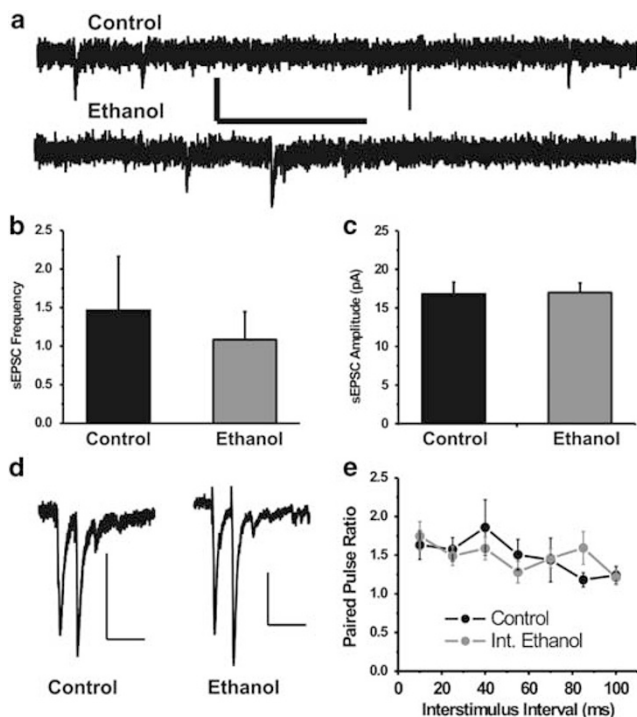 a
Control
Ethanol
b
sEPSC Frequency
2.5
2.0
1.5
1.0
0.5
0.0
Control
Ethanol
c
sEPSC Amplitude (pA)
25
20
15
10
5
0
Control
Ethanol
d
Control
Ethanol
e
Paired Pulse Ratio
2.5
2.0
1.5
1.0
0.5
0.0
Control
Int. Ethanol
0 20 40 60 80 100
Interstimulus Interval (ms)